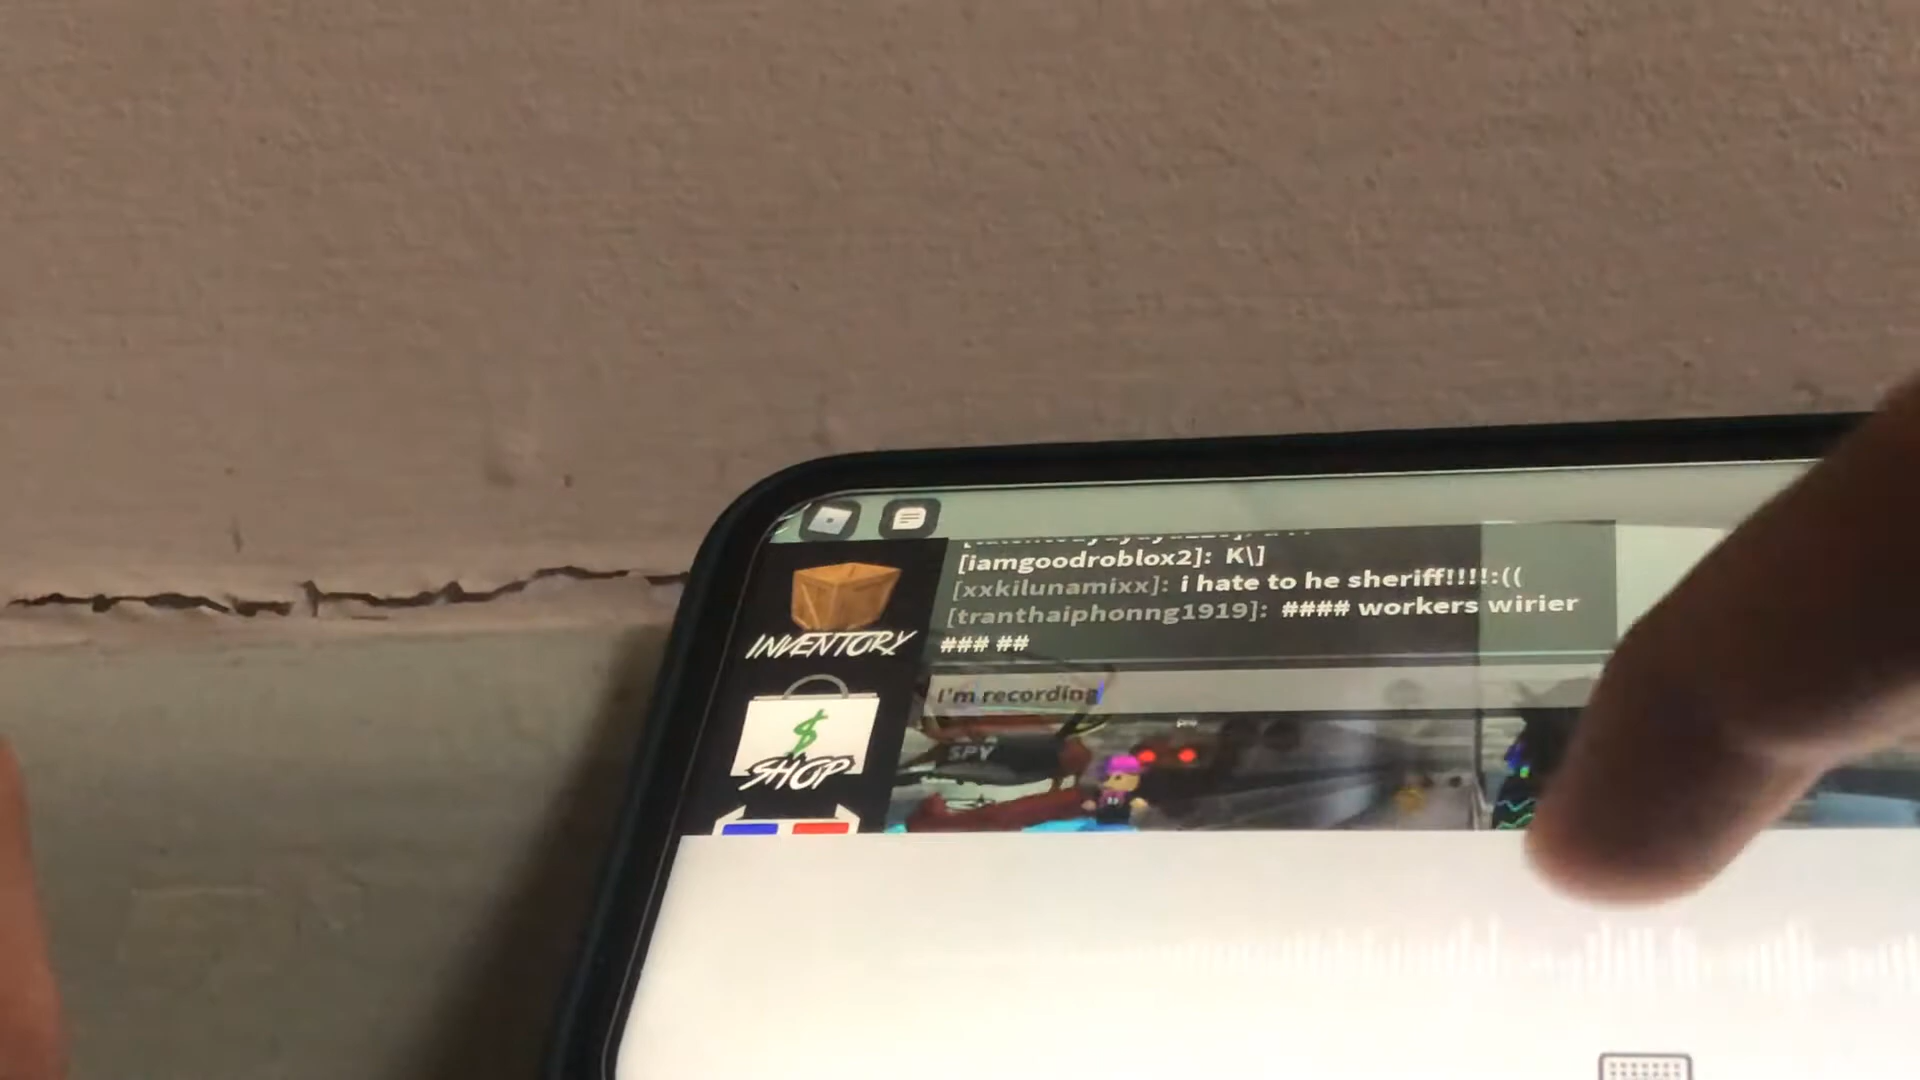 [iamgoodroblox2]: K\]
[xxkilunamixx]: i hate to he sheriff!!!!:((
[tranthaiphonng1919]: #### workers wirier
### ##
INVENTORY
I'm recording
SPY
$
SHOP